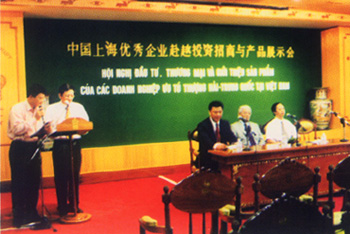 中国上海优秀企业赴越投资招商与产品展示会
HỘI NGHỊ ĐẦU TƯ, THƯƠNG MẠI VÀ GIỚI THIỆU SẢN PHẨM
CỦA CÁC DOANH NGHIỆP ƯU TÚ THƯỢNG HẢI-TRUNG QUỐC TẠI VIỆT NAM